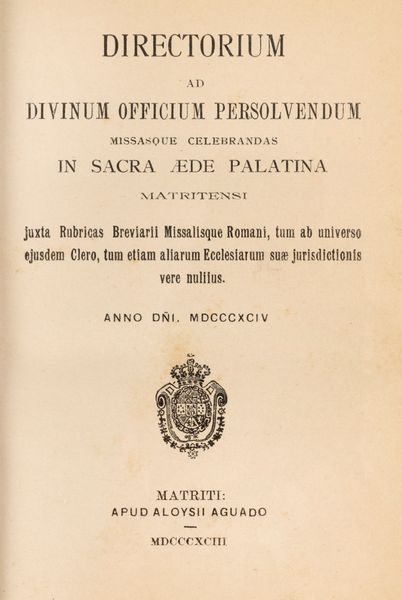 DIRECTORIUM
AD
DIVINUM OFFICIUM PERSOLVENDUM
MISSASQUE CELEBRANDAS
IN SACRA ÆDE PALATINA
MATRITENSI
juxta Rubricas Breviarii Missalisque Romani, tum ab universo
ejusdem Clero, tum etiam aliarum Ecclesiarum suæ jurisdictionis
vere nullius.
ANNO DÑI. MDCCCXCIV
MATRITI:
APUD ALOYSII AGUADO
MDCCCXCIII